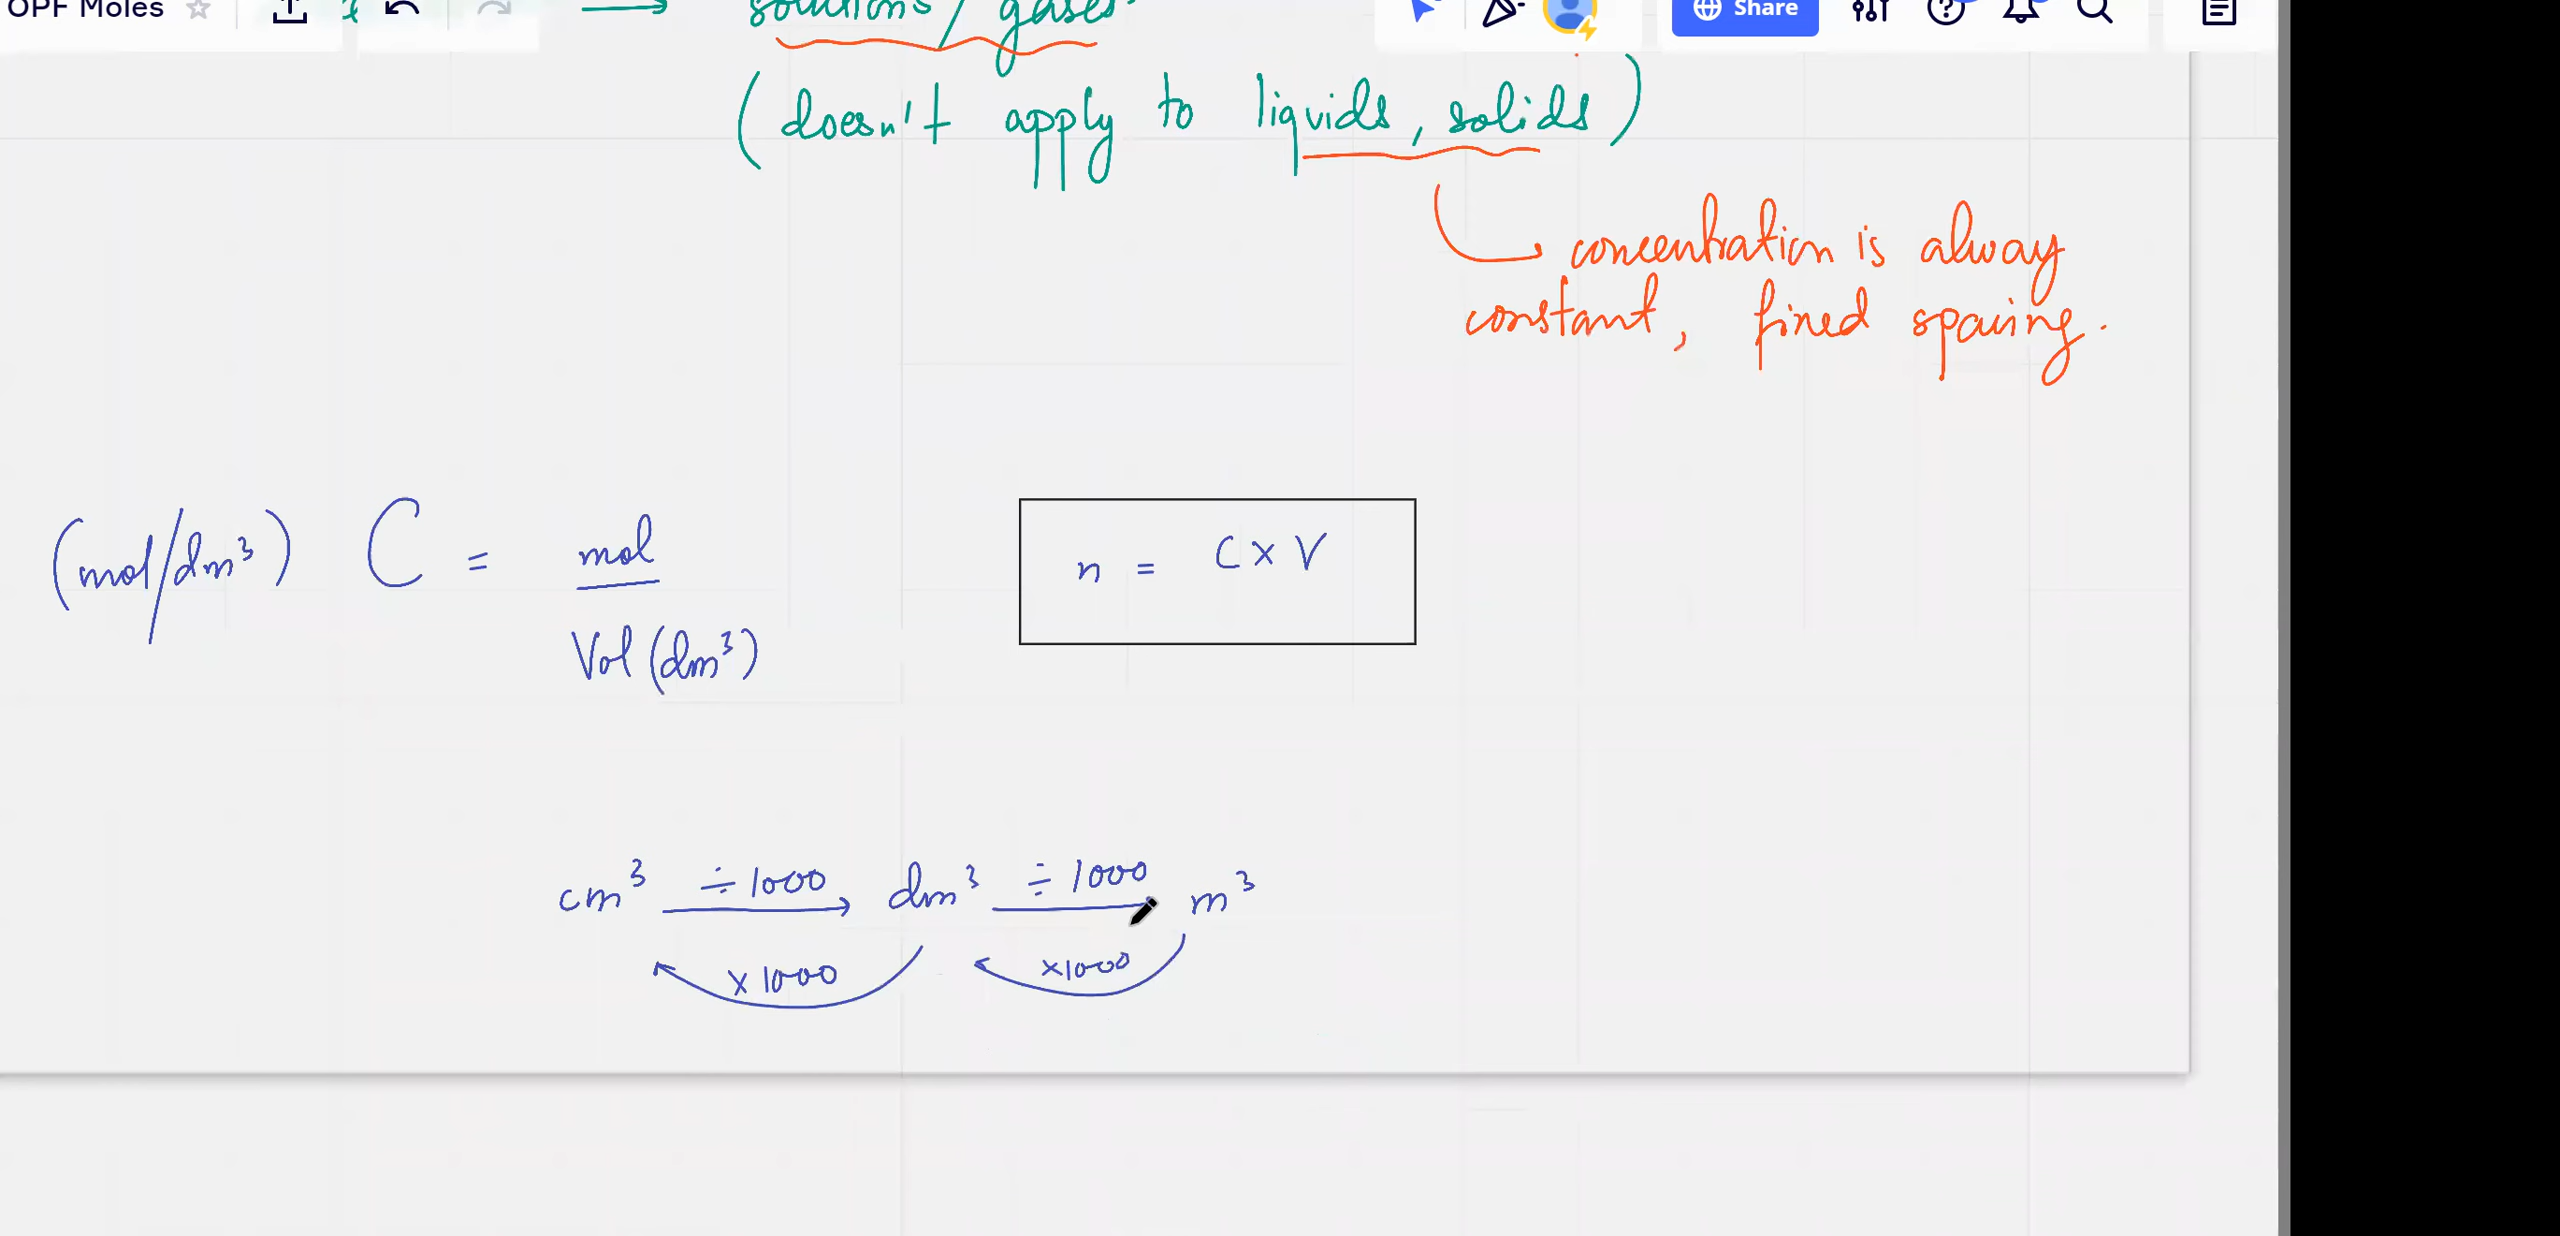 OPF Moles
Share
solutions / gases.
(doesn't apply to liquids, solids)
concentration is alway
constant, fixed spacing.
(mol/dm³) C = mol
Vol (dm³)
n = C × V
cm³ ÷ 1000 dm³ ÷ 1000 m³
× 1000 ×1000